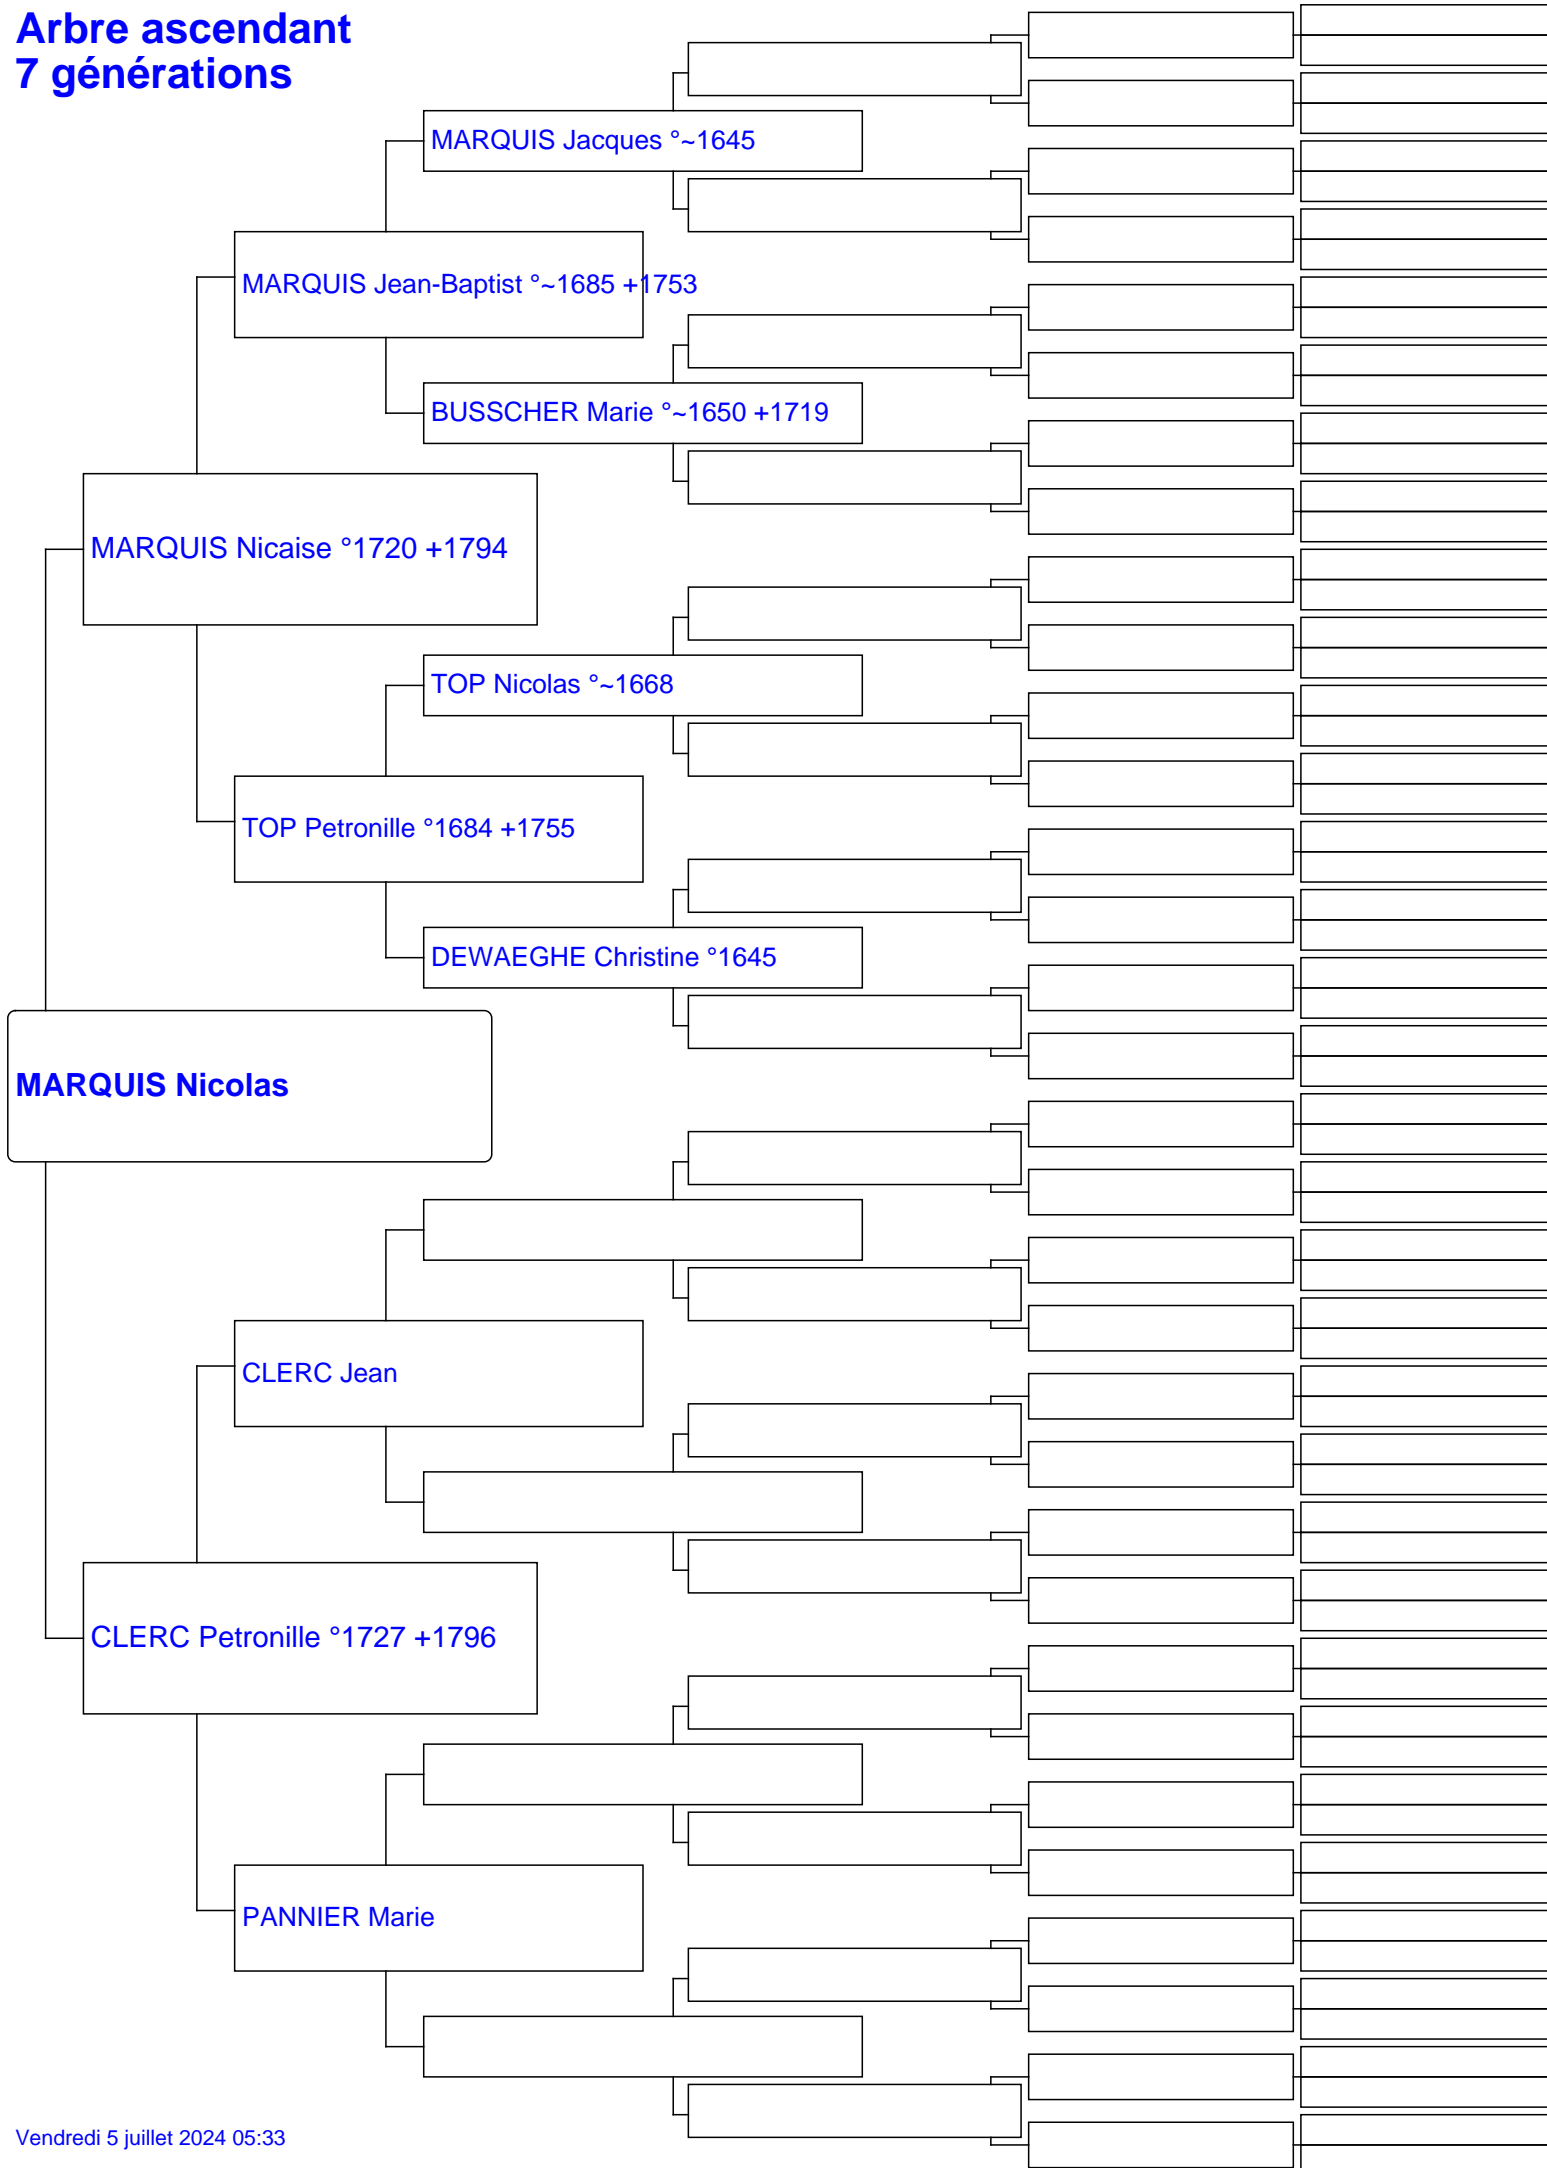 Arbre ascendant
7 générations
MARQUIS Jacques °~1645
MARQUIS Jean-Baptist °~1685 +1753
BUSSCHER Marie °~1650 +1719
MARQUIS Nicaise °1720 +1794
TOP Nicolas °~1668
TOP Petronille °1684 +1755
DEWAEGHE Christine °1645
MARQUIS Nicolas
CLERC Jean
CLERC Petronille °1727 +1796
PANNIER Marie
Vendredi 5 juillet 2024 05:33